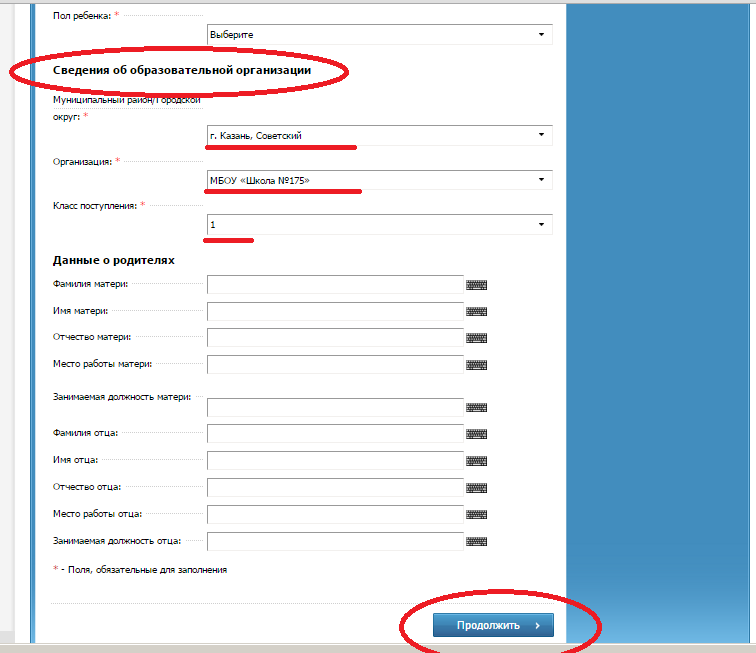 Пол ребенка: *
Выберите
Сведения об образовательной организации
Муниципальный район/Городской
округ: *
г. Казань, Советский
Организация: *
МБОУ «Школа №175»
Класс поступления: *
1
Данные о родителях
Фамилия матери:
Имя матери:
Отчество матери:
Место работы матери:
Занимаемая должность матери:
Фамилия отца:
Имя отца:
Отчество отца:
Место работы отца:
Занимаемая должность отца:
* - Поля, обязательные для заполнения
Продолжить